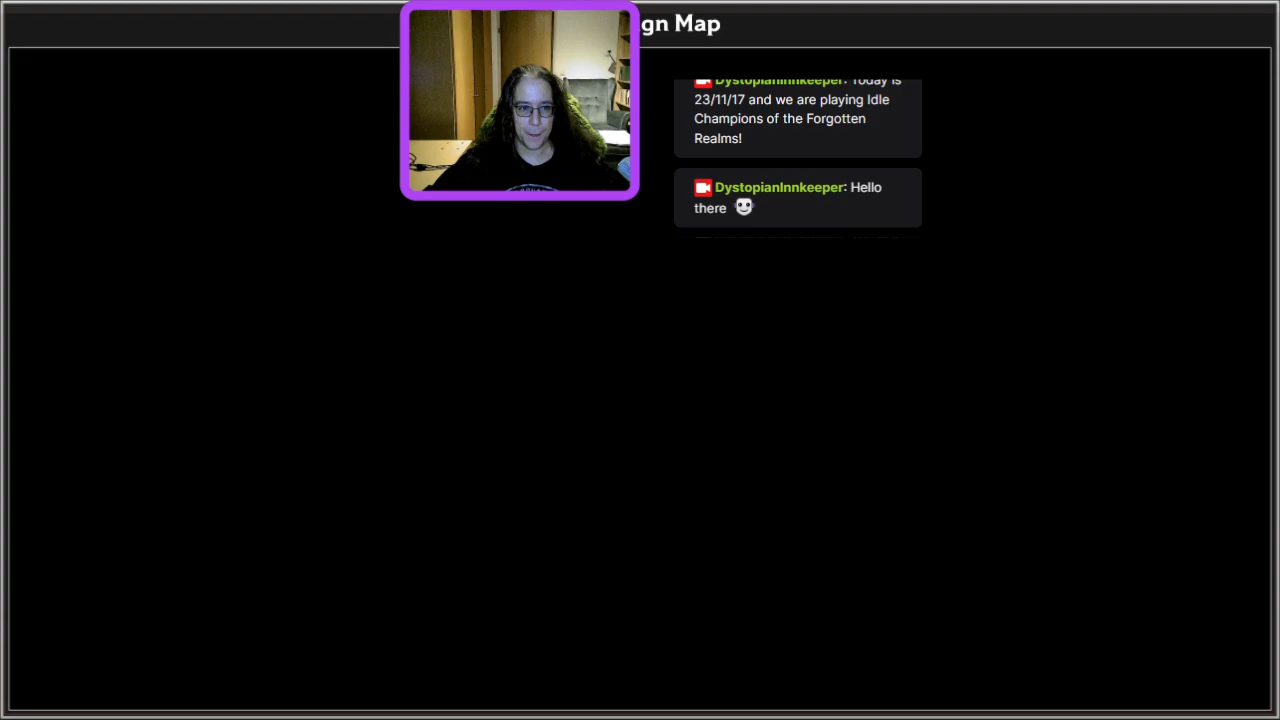 gn Map
DystopianInnkeeper: Today is
23/11/17 and we are playing Idle
Champions of the Forgotten
Realms!
DystopianInnkeeper: Hello
there